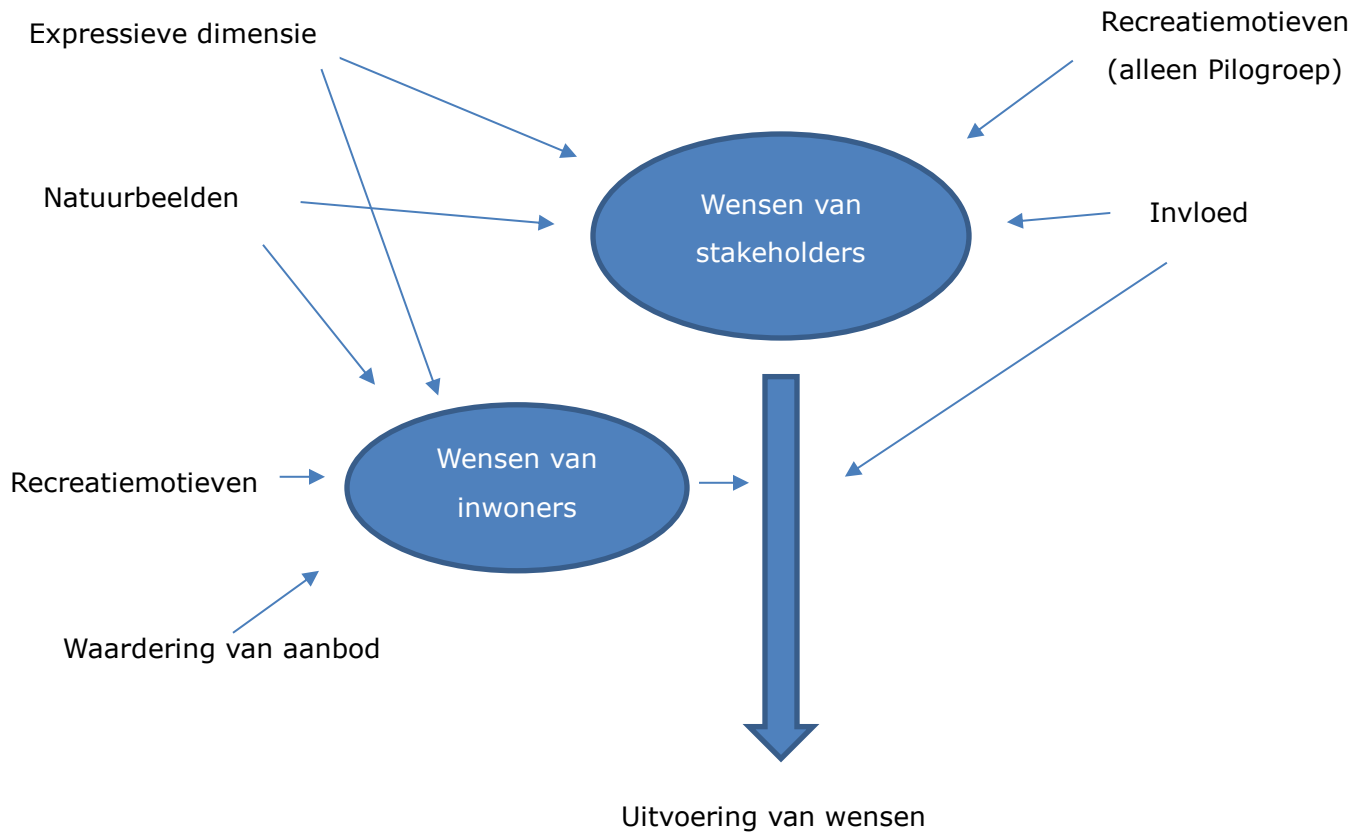 Expressieve dimensie
Recreatiemotieven
(alleen Pilogroep)
Natuurbeelden
Wensen van
stakeholders
Invloed
Wensen van
inwoners
Recreatiemotieven
Waardering van aanbod
Uitvoering van wensen